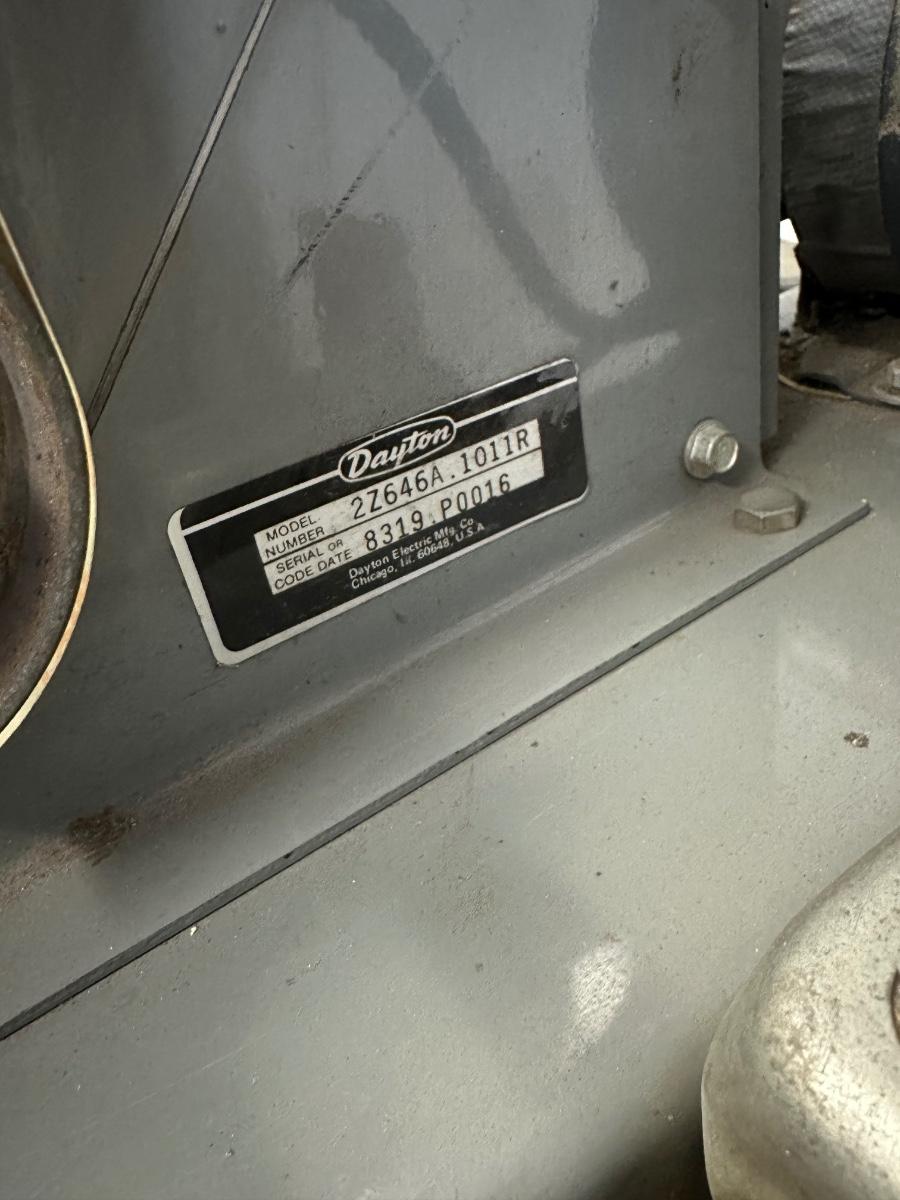 Dayton
MODEL NUMBER 2Z646A.1011R
SERIAL OR CODE DATE 8319 P0016
Dayton Electric Mfg. Co
Chicago, Ill. 60648, U.S.A